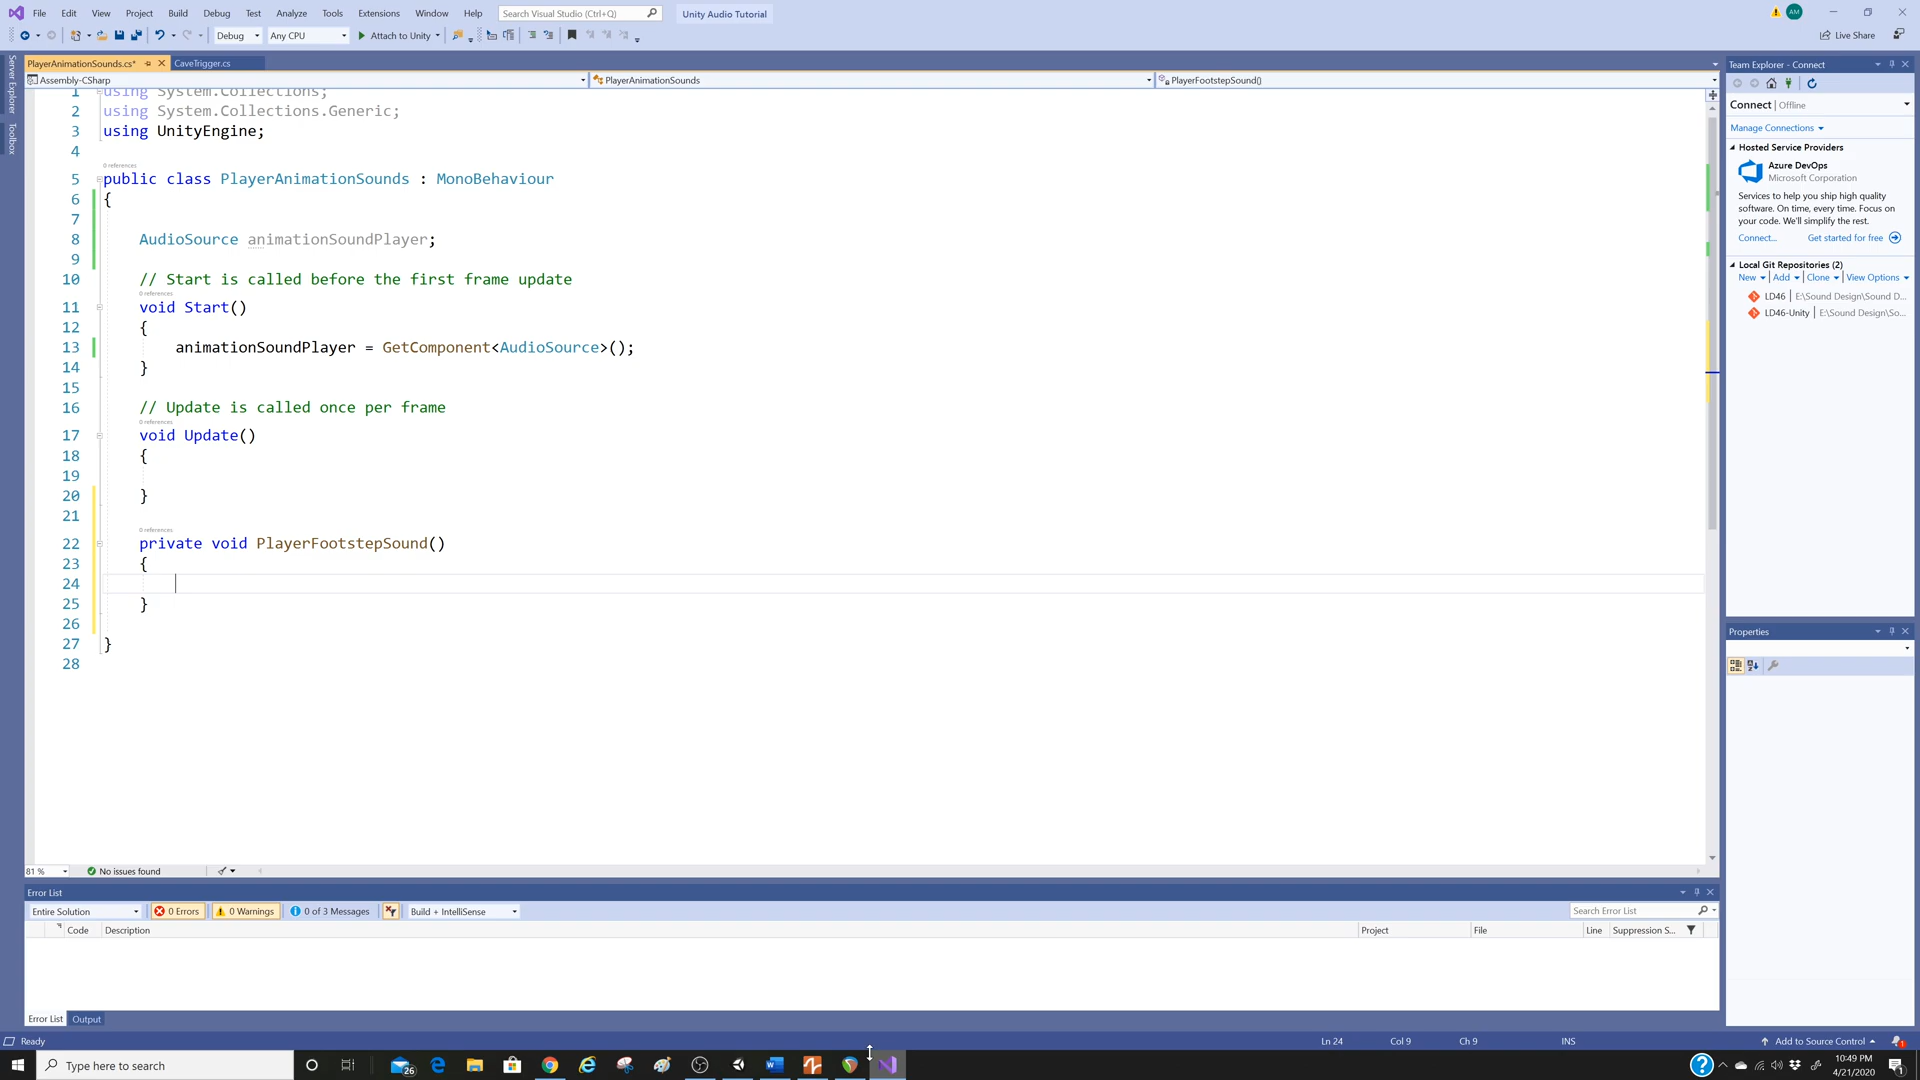 File Edit View Project Build Debug Test Analyze Tools Extensions Window Help Search Visual Studio (Ctrl+Q) Unity Audio Tutorial AM
Debug Any CPU Attach to Unity Live Share
Server Explorer
Toolbox
PlayerAnimationSounds.cs* CaveTrigger.cs
Assembly-CSharp PlayerAnimationSounds PlayerFootstepSound()
1 using System.Collections;
2 using System.Collections.Generic;
3 using UnityEngine;
4
0 references
5 public class PlayerAnimationSounds : MonoBehaviour
6 {
7
8 AudioSource animationSoundPlayer;
9
10 // Start is called before the first frame update
0 references
11 void Start()
12 {
13 animationSoundPlayer = GetComponent<AudioSource>();
14 }
15
16 // Update is called once per frame
0 references
17 void Update()
18 {
19
20 }
21
0 references
22 private void PlayerFootstepSound()
23 {
24
25 }
26
27 }
28
81 % No issues found
Error List
Entire Solution 0 Errors 0 Warnings 0 of 3 Messages Build + IntelliSense Search Error List
Code Description Project File Line Suppression S...
Error List Output
Team Explorer - Connect
Connect | Offline
Manage Connections
Hosted Service Providers
Azure DevOps
Microsoft Corporation
Services to help you ship high quality
software. On time, every time. Focus on
your code. We'll simplify the rest.
Connect... Get started for free
Local Git Repositories (2)
New Add Clone View Options
LD46 | E:\Sound Design\Sound D...
LD46-Unity | E:\Sound Design\So...
Properties
Ready Ln 24 Col 9 Ch 9 INS Add to Source Control 1
Type here to search 26 10:49 PM
4/21/2020 1